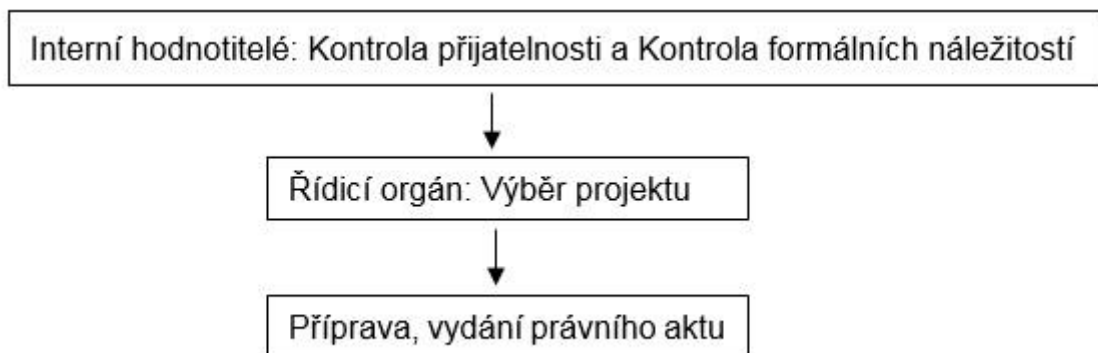 Interní hodnotitelé: Kontrola přijatelnosti a Kontrola formálních náležitostí
Řídicí orgán: Výběr projektu
Příprava, vydání právního aktu